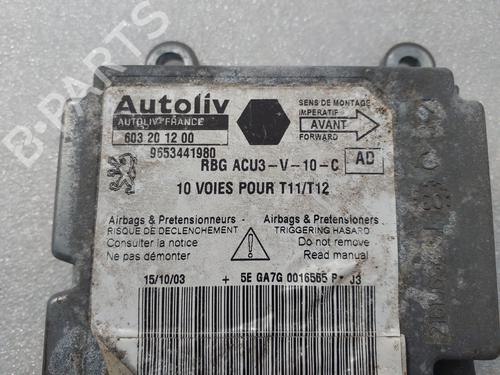 B-PARTS
Autoliv
AUTOLIV FRANCE
603 20 12 00
9653441980
SENS DE MONTAGE
IMPERATIF
AVANT
FORWARD
RBG ACU3-V-10-C
AD
10 VOIES POUR T11/T12
Airbags & Pretensionneurs
RISQUE DE DECLENCHEMENT
Consulter la notice
Ne pas démonter
Airbags & Pretensioners
TRIGGERING HASARD
Do not remove
Read manual
15/10/03 + 5E GA7G 0016565 P- J3